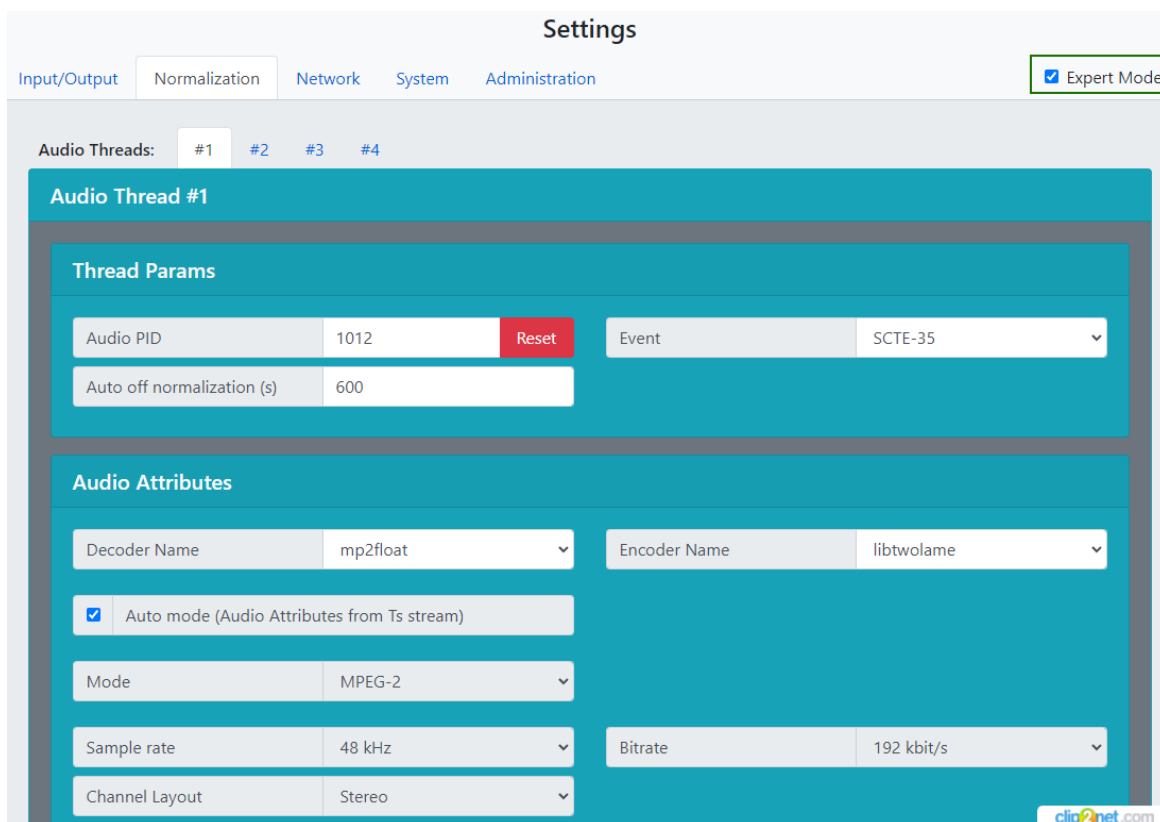 Settings
Input/Output Normalization Network System Administration Expert Mode
Audio Threads: #1 #2 #3 #4
Audio Thread #1
Thread Params
Audio PID 1012 Reset Event SCTE-35
Auto off normalization (s) 600
Audio Attributes
Decoder Name mp2float Encoder Name libtwolame
Auto mode (Audio Attributes from Ts stream)
Mode MPEG-2
Sample rate 48 kHz Bitrate 192 kbit/s
Channel Layout Stereo
clip2net.com